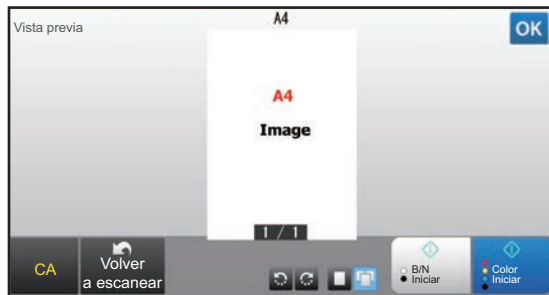 A4
Vista previa
OK
A4
Image
1 / 1
CA
Volver
a escanear
B/N
Iniciar
Color
Iniciar